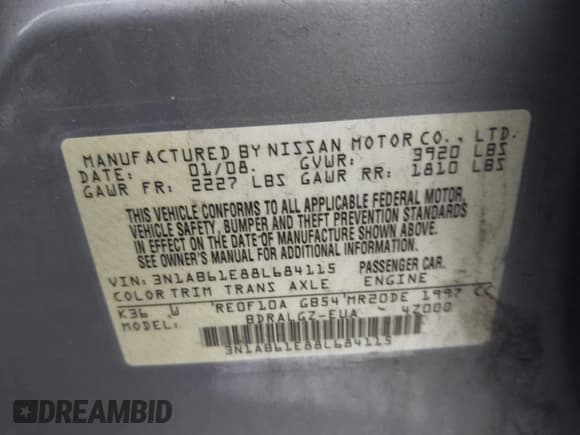 MANUFACTURED BY NISSAN MOTOR CO., LTD.
DATE: 01/08. GVWR: 3920 LBS
GAWR FR: 2227 LBS GAWR RR: 1810 LBS
THIS VEHICLE CONFORMS TO ALL APPLICABLE FEDERAL MOTOR
VEHICLE SAFETY, BUMPER AND THEFT PREVENTION STANDARDS
IN EFFECT ON THE DATE OF MANUFACTURE SHOWN ABOVE.
SEE OWNER'S MANUAL FOR ADDITIONAL INFORMATION.
VIN: 3N1AB61E88L684115 PASSENGER CAR
COLOR TRIM TRANS AXLE ENGINE
K36 W RE0F10A GB54 MR20DE 1997 CC
MODEL: BDRALGZ-EUA - 4Z000
3N1AB61E88L684115
DREAMBID